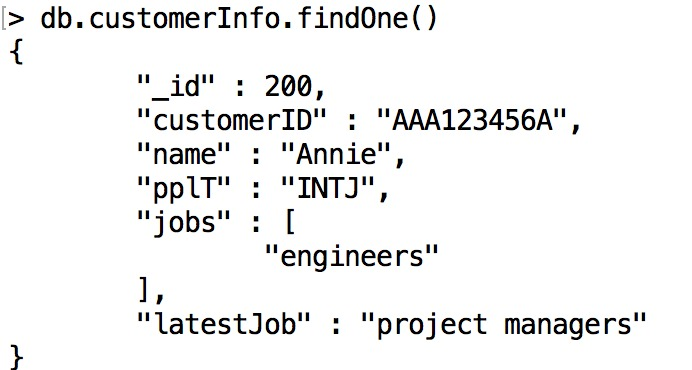 [> db.customerInfo.findOne()
{
        "_id" : 200,
        "customerID" : "AAA123456A",
        "name" : "Annie",
        "pplT" : "INTJ",
        "jobs" : [
                "engineers"
        ],
        "latestJob" : "project managers"
}